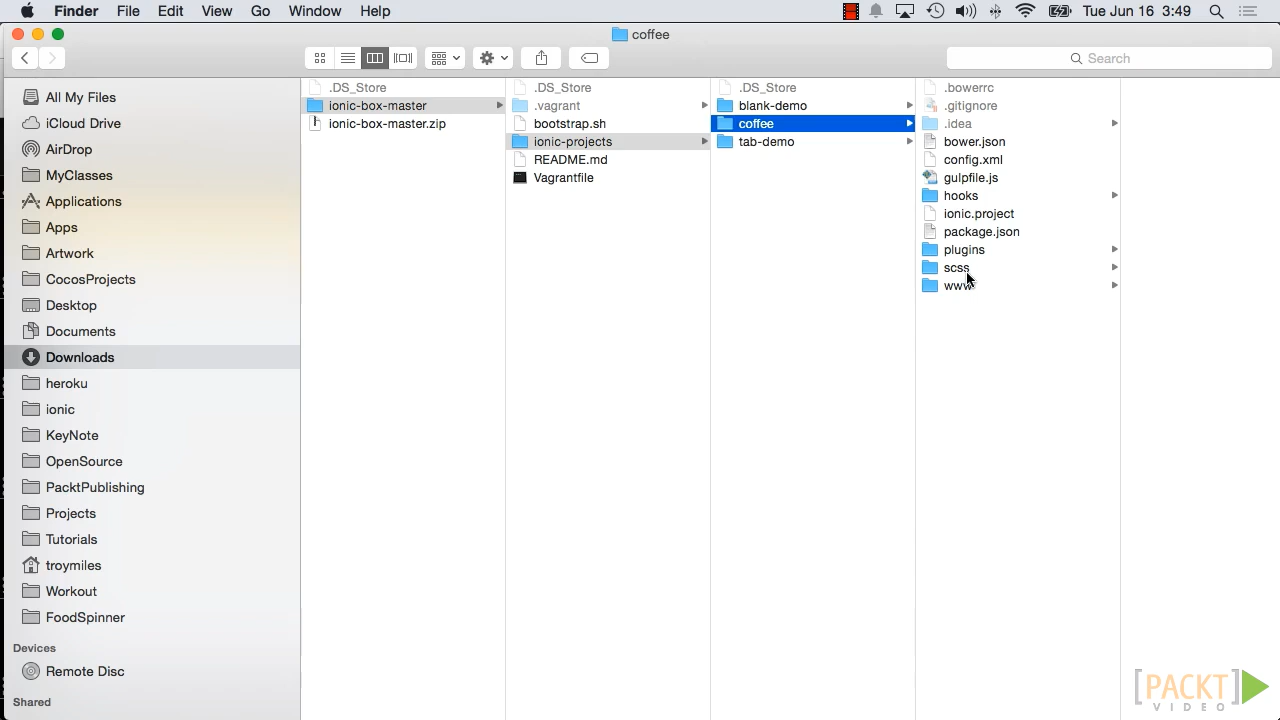 Finder File Edit View Go Window Help Tue Jun 16 3:49
coffee
Search
All My Files
iCloud Drive
AirDrop
MyClasses
Applications
Apps
Artwork
CocosProjects
Desktop
Documents
Downloads
heroku
ionic
KeyNote
OpenSource
PacktPublishing
Projects
Tutorials
troymiles
Workout
FoodSpinner
Devices
Remote Disc
Shared
.DS_Store
ionic-box-master
ionic-box-master.zip
.DS_Store
.vagrant
bootstrap.sh
ionic-projects
README.md
Vagrantfile
.DS_Store
blank-demo
coffee
tab-demo
.bowerrc
.gitignore
.idea
bower.json
config.xml
gulpfile.js
hooks
ionic.project
package.json
plugins
scss
www
[PACKT]
VIDEO